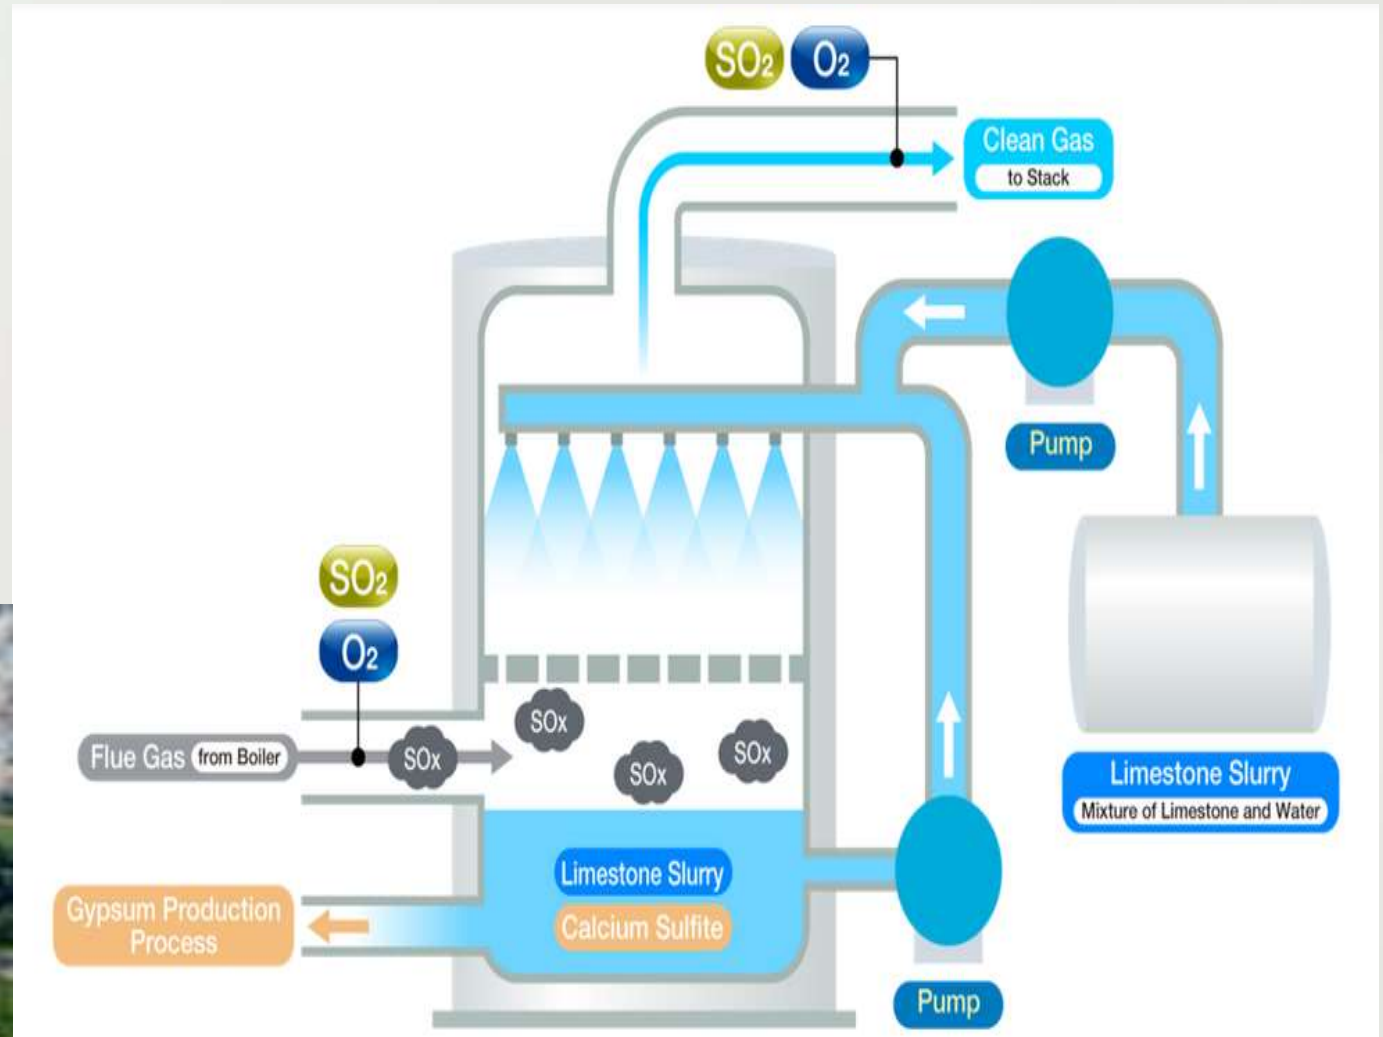 SO₂ O₂
Clean Gas
to Stack
Pump
SO₂
O₂
Flue Gas from Boiler
SOx
SOx
SOx
SOx
Limestone Slurry
Mixture of Limestone and Water
Limestone Slurry
Calcium Sulfite
Gypsum Production
Process
Pump